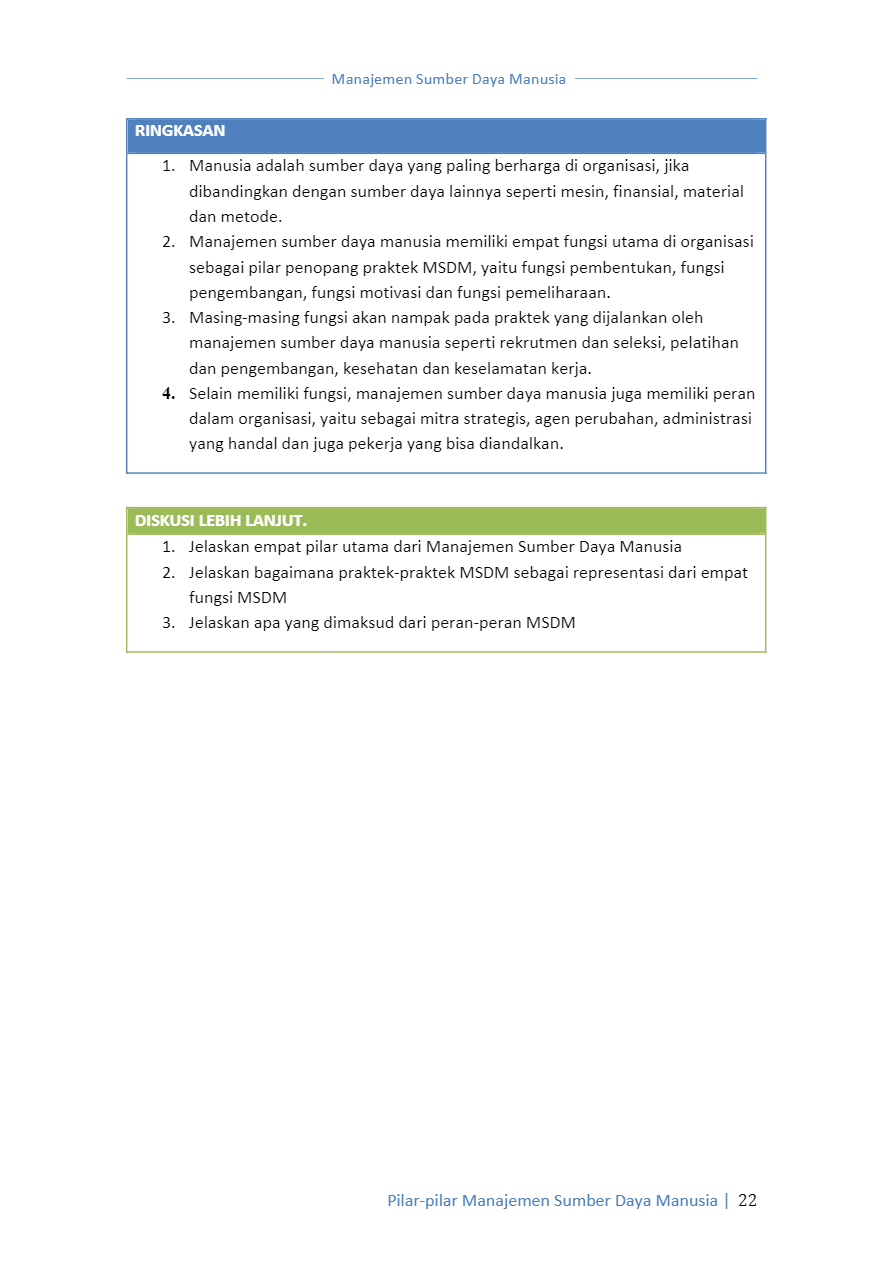 Manajemen Sumber Daya Manusia
RINGKASAN
1. Manusia adalah sumber daya yang paling berharga di organisasi, jika
dibandingkan dengan sumber daya lainnya seperti mesin, finansial, material
dan metode.
2. Manajemen sumber daya manusia memiliki empat fungsi utama di organisasi
sebagai pilar penopang praktek MSDM, yaitu fungsi pembentukan, fungsi
pengembangan, fungsi motivasi dan fungsi pemeliharaan.
3. Masing-masing fungsi akan nampak pada praktek yang dijalankan oleh
manajemen sumber daya manusia seperti rekrutmen dan seleksi, pelatihan
dan pengembangan, kesehatan dan keselamatan kerja.
4. Selain memiliki fungsi, manajemen sumber daya manusia juga memiliki peran
dalam organisasi, yaitu sebagai mitra strategis, agen perubahan, administrasi
yang handal dan juga pekerja yang bisa diandalkan.
DISKUSI LEBIH LANJUT.
1. Jelaskan empat pilar utama dari Manajemen Sumber Daya Manusia
2. Jelaskan bagaimana praktek-praktek MSDM sebagai representasi dari empat
fungsi MSDM
3. Jelaskan apa yang dimaksud dari peran-peran MSDM
Pilar-pilar Manajemen Sumber Daya Manusia | 22